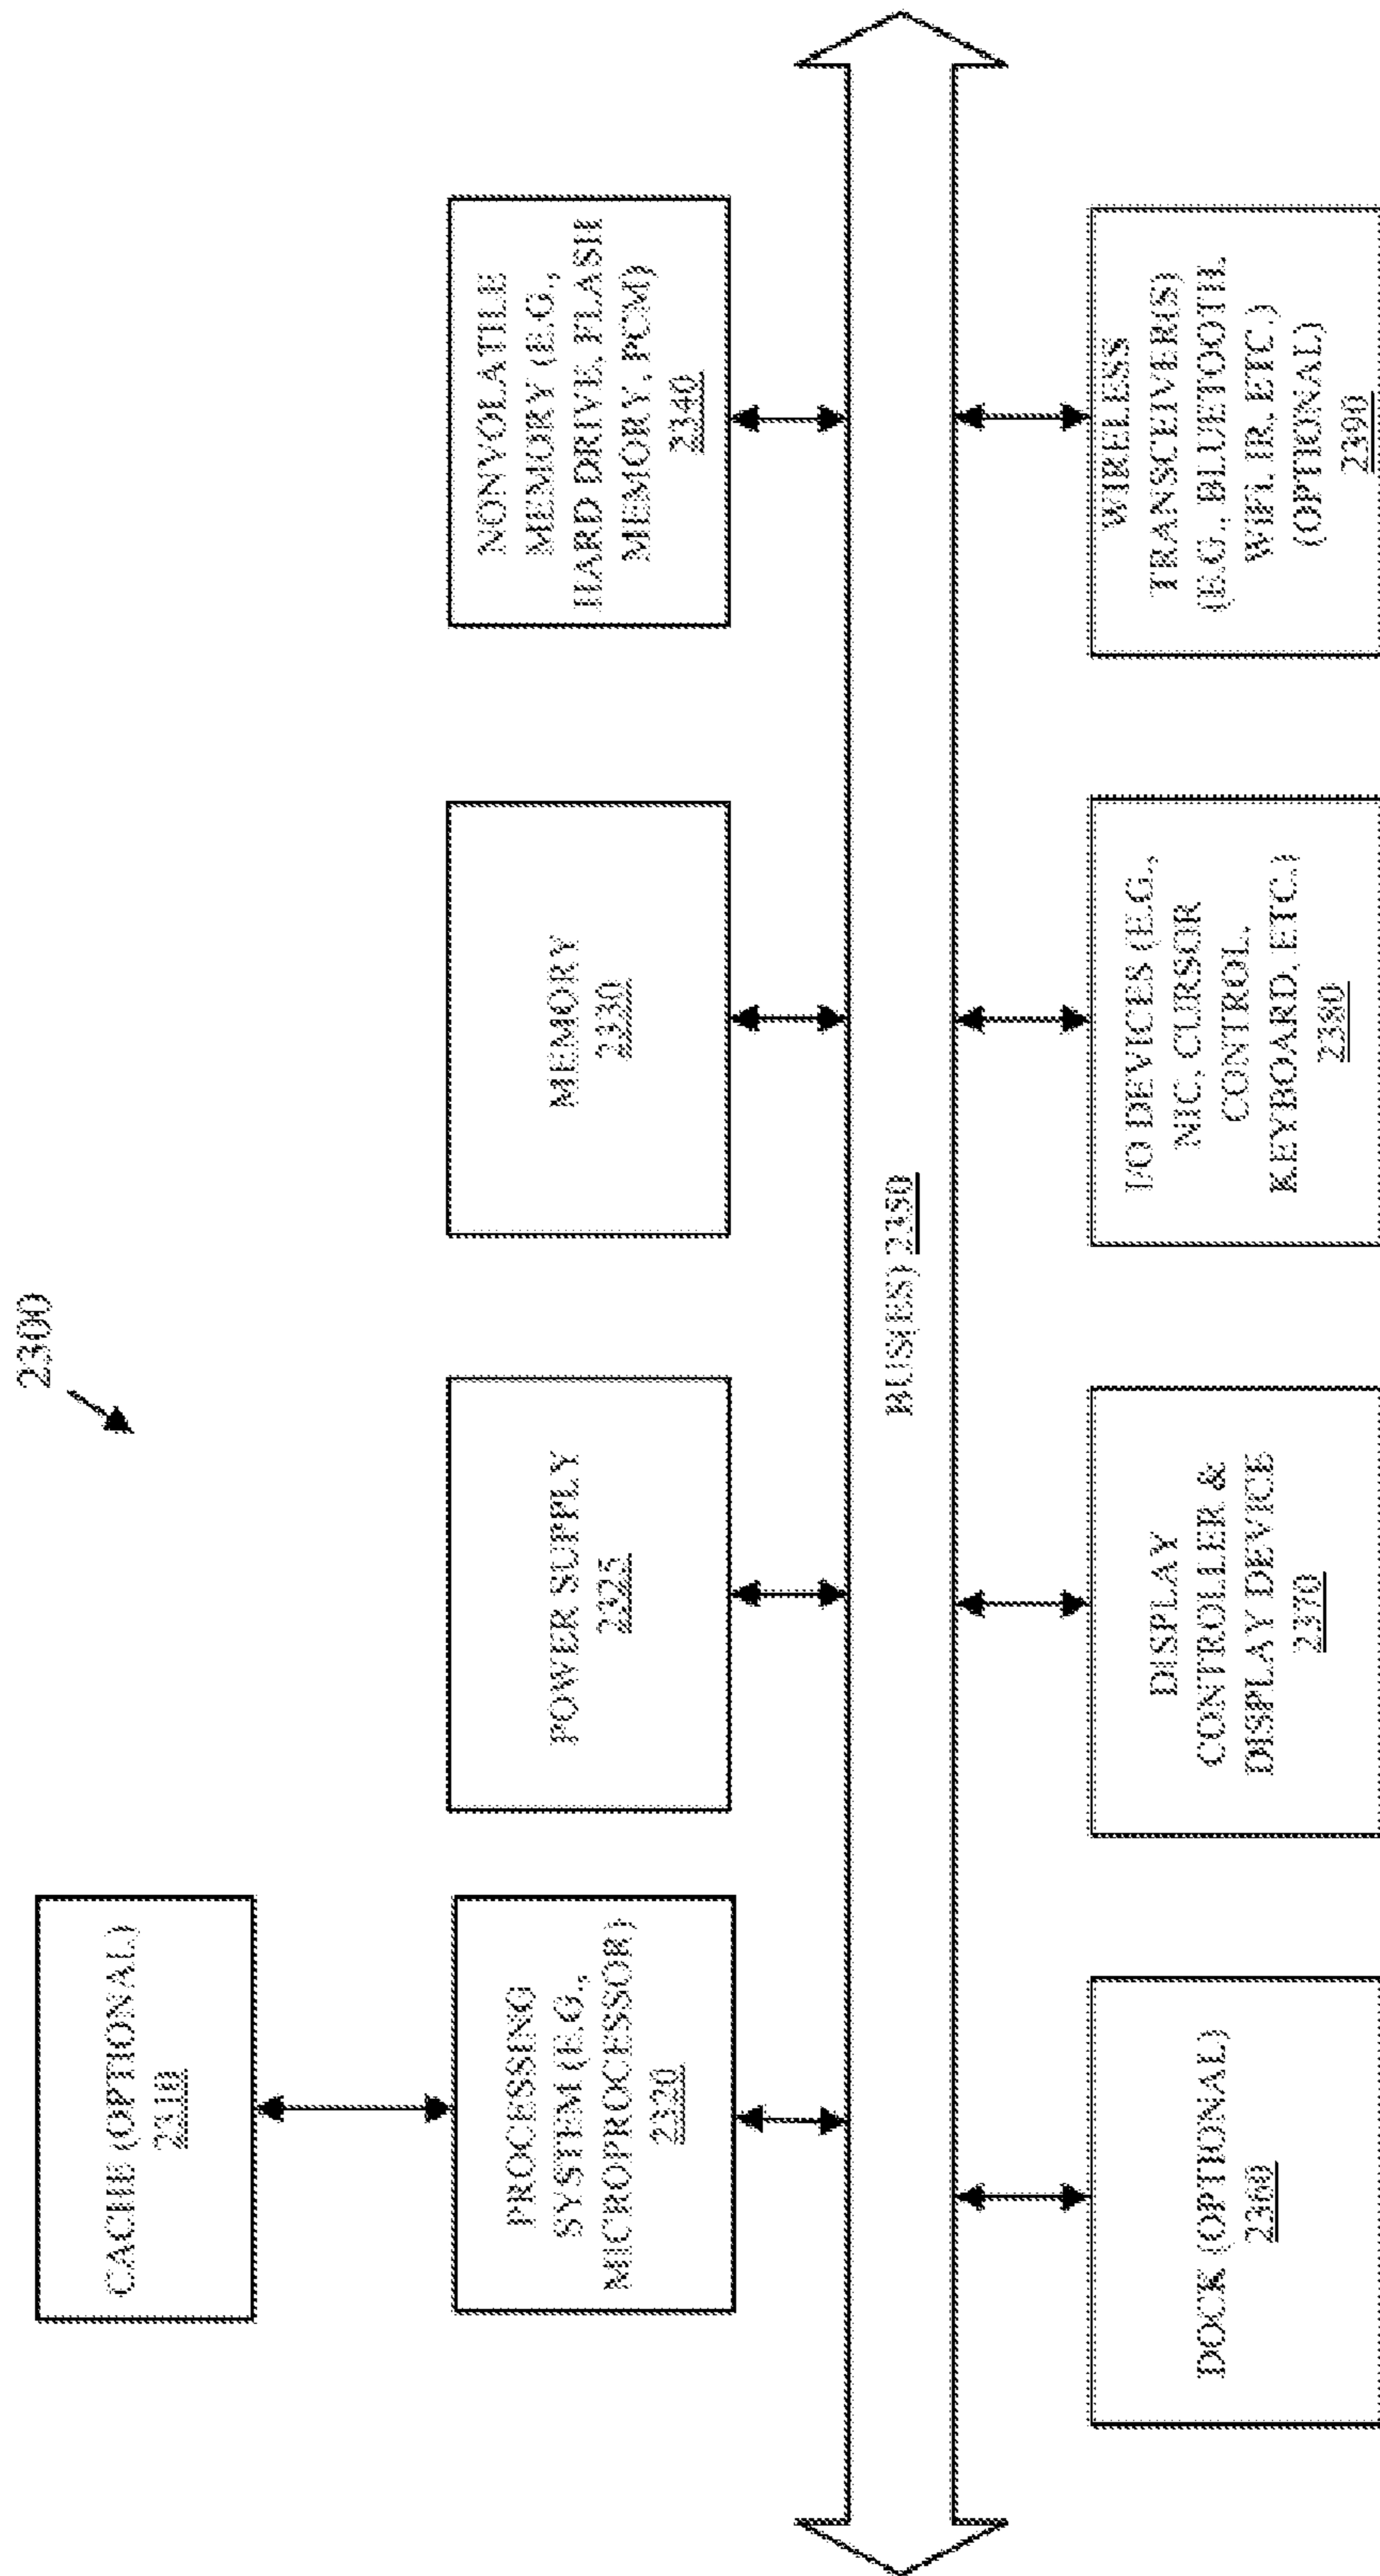 2300
CACHE (OPTIONAL)
2310
PROCESSING
SYSTEM (E.G.,
MICROPROCESSOR)
2320
POWER SUPPLY
2325
MEMORY
2330
NONVOLATILE
MEMORY (E.G.,
HARD DRIVE, FLASH
MEMORY, PCM)
2340
BUS(ES) 2350
DOCK (OPTIONAL)
2360
DISPLAY
CONTROLLER &
DISPLAY DEVICE
2370
I/O DEVICES (E.G.,
NIC, CURSOR
CONTROL,
KEYBOARD, ETC.)
2380
WIRELESS
TRANSCEIVER(S)
(E.G., BLUETOOTH,
WiFi, IR, ETC.)
(OPTIONAL)
2390